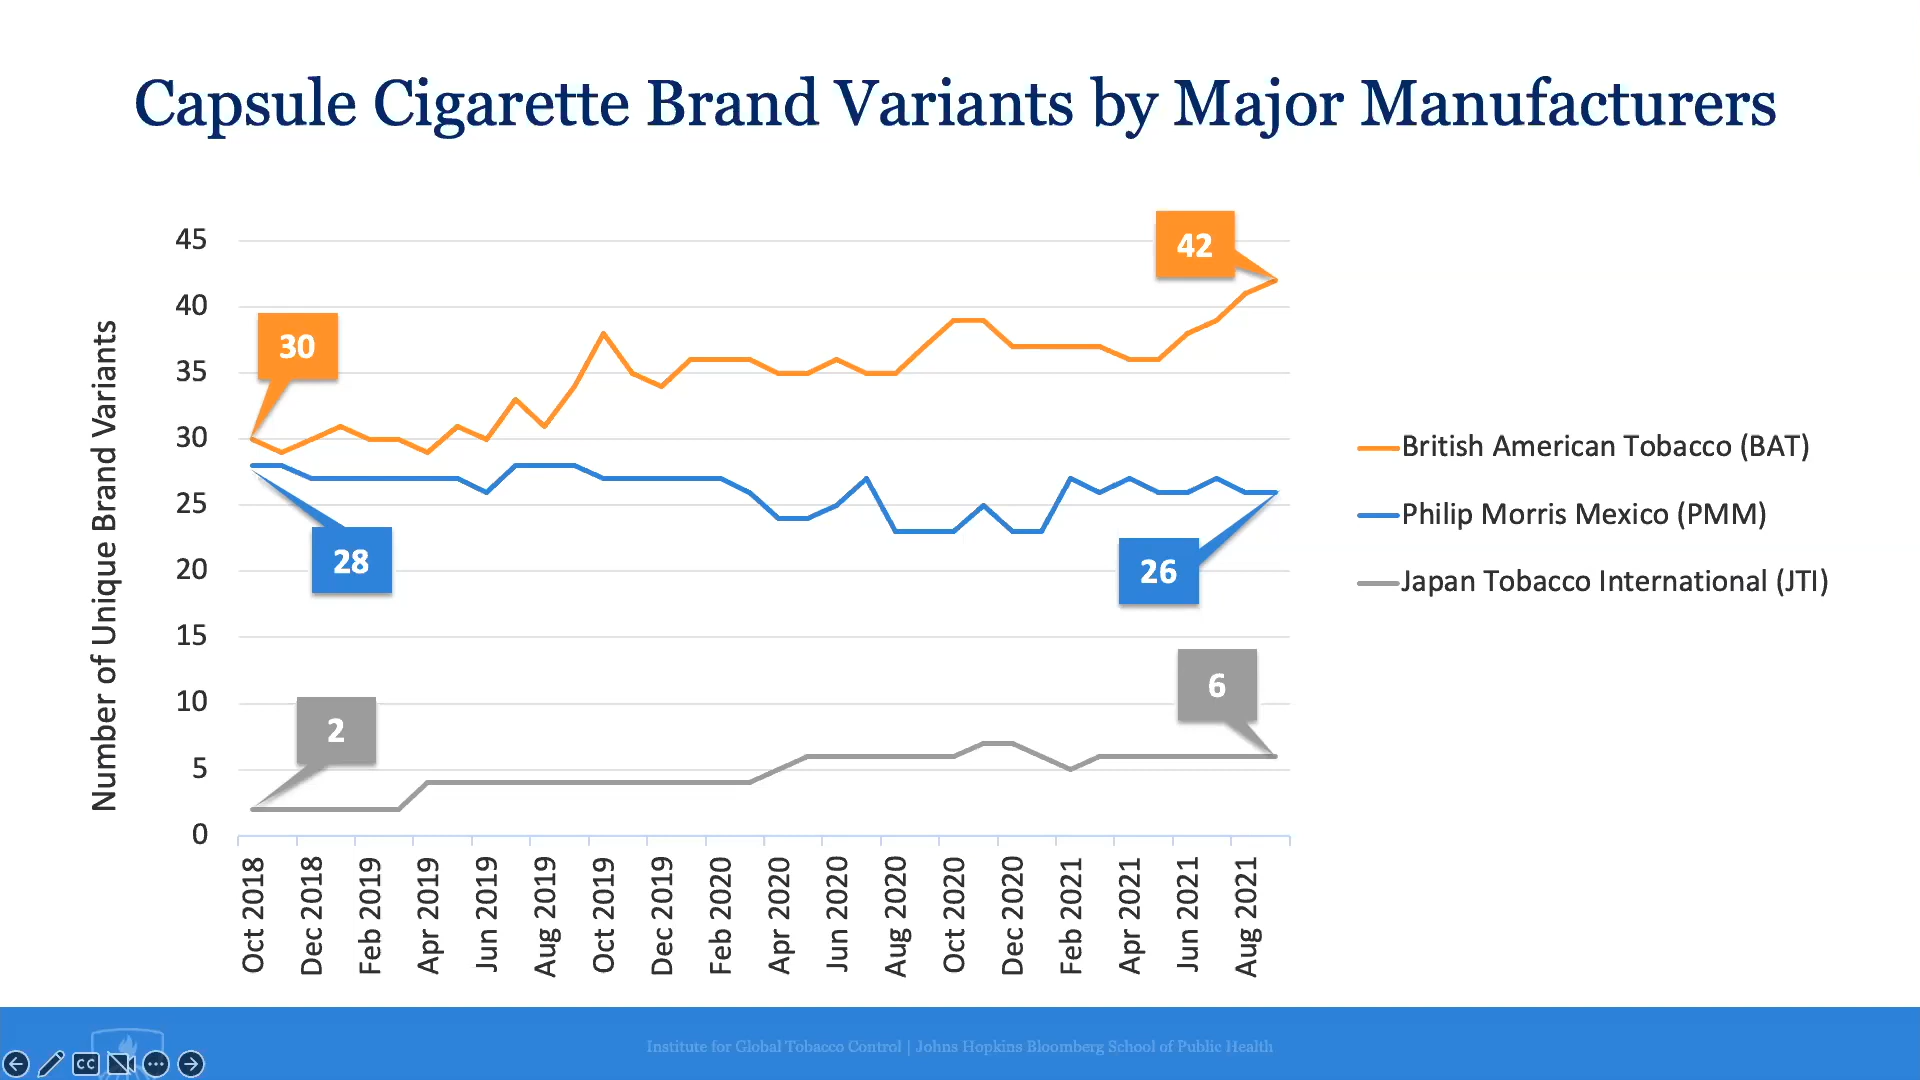 Capsule Cigarette Brand Variants by Major Manufacturers
Number of Unique Brand Variants
45
40
35
30
25
20
15
10
5
0
30
42
28
26
2
6
Oct 2018
Dec 2018
Feb 2019
Apr 2019
Jun 2019
Aug 2019
Oct 2019
Dec 2019
Feb 2020
Apr 2020
Jun 2020
Aug 2020
Oct 2020
Dec 2020
Feb 2021
Apr 2021
Jun 2021
Aug 2021
British American Tobacco (BAT)
Philip Morris Mexico (PMM)
Japan Tobacco International (JTI)
Institute for Global Tobacco Control | Johns Hopkins Bloomberg School of Public Health
CC